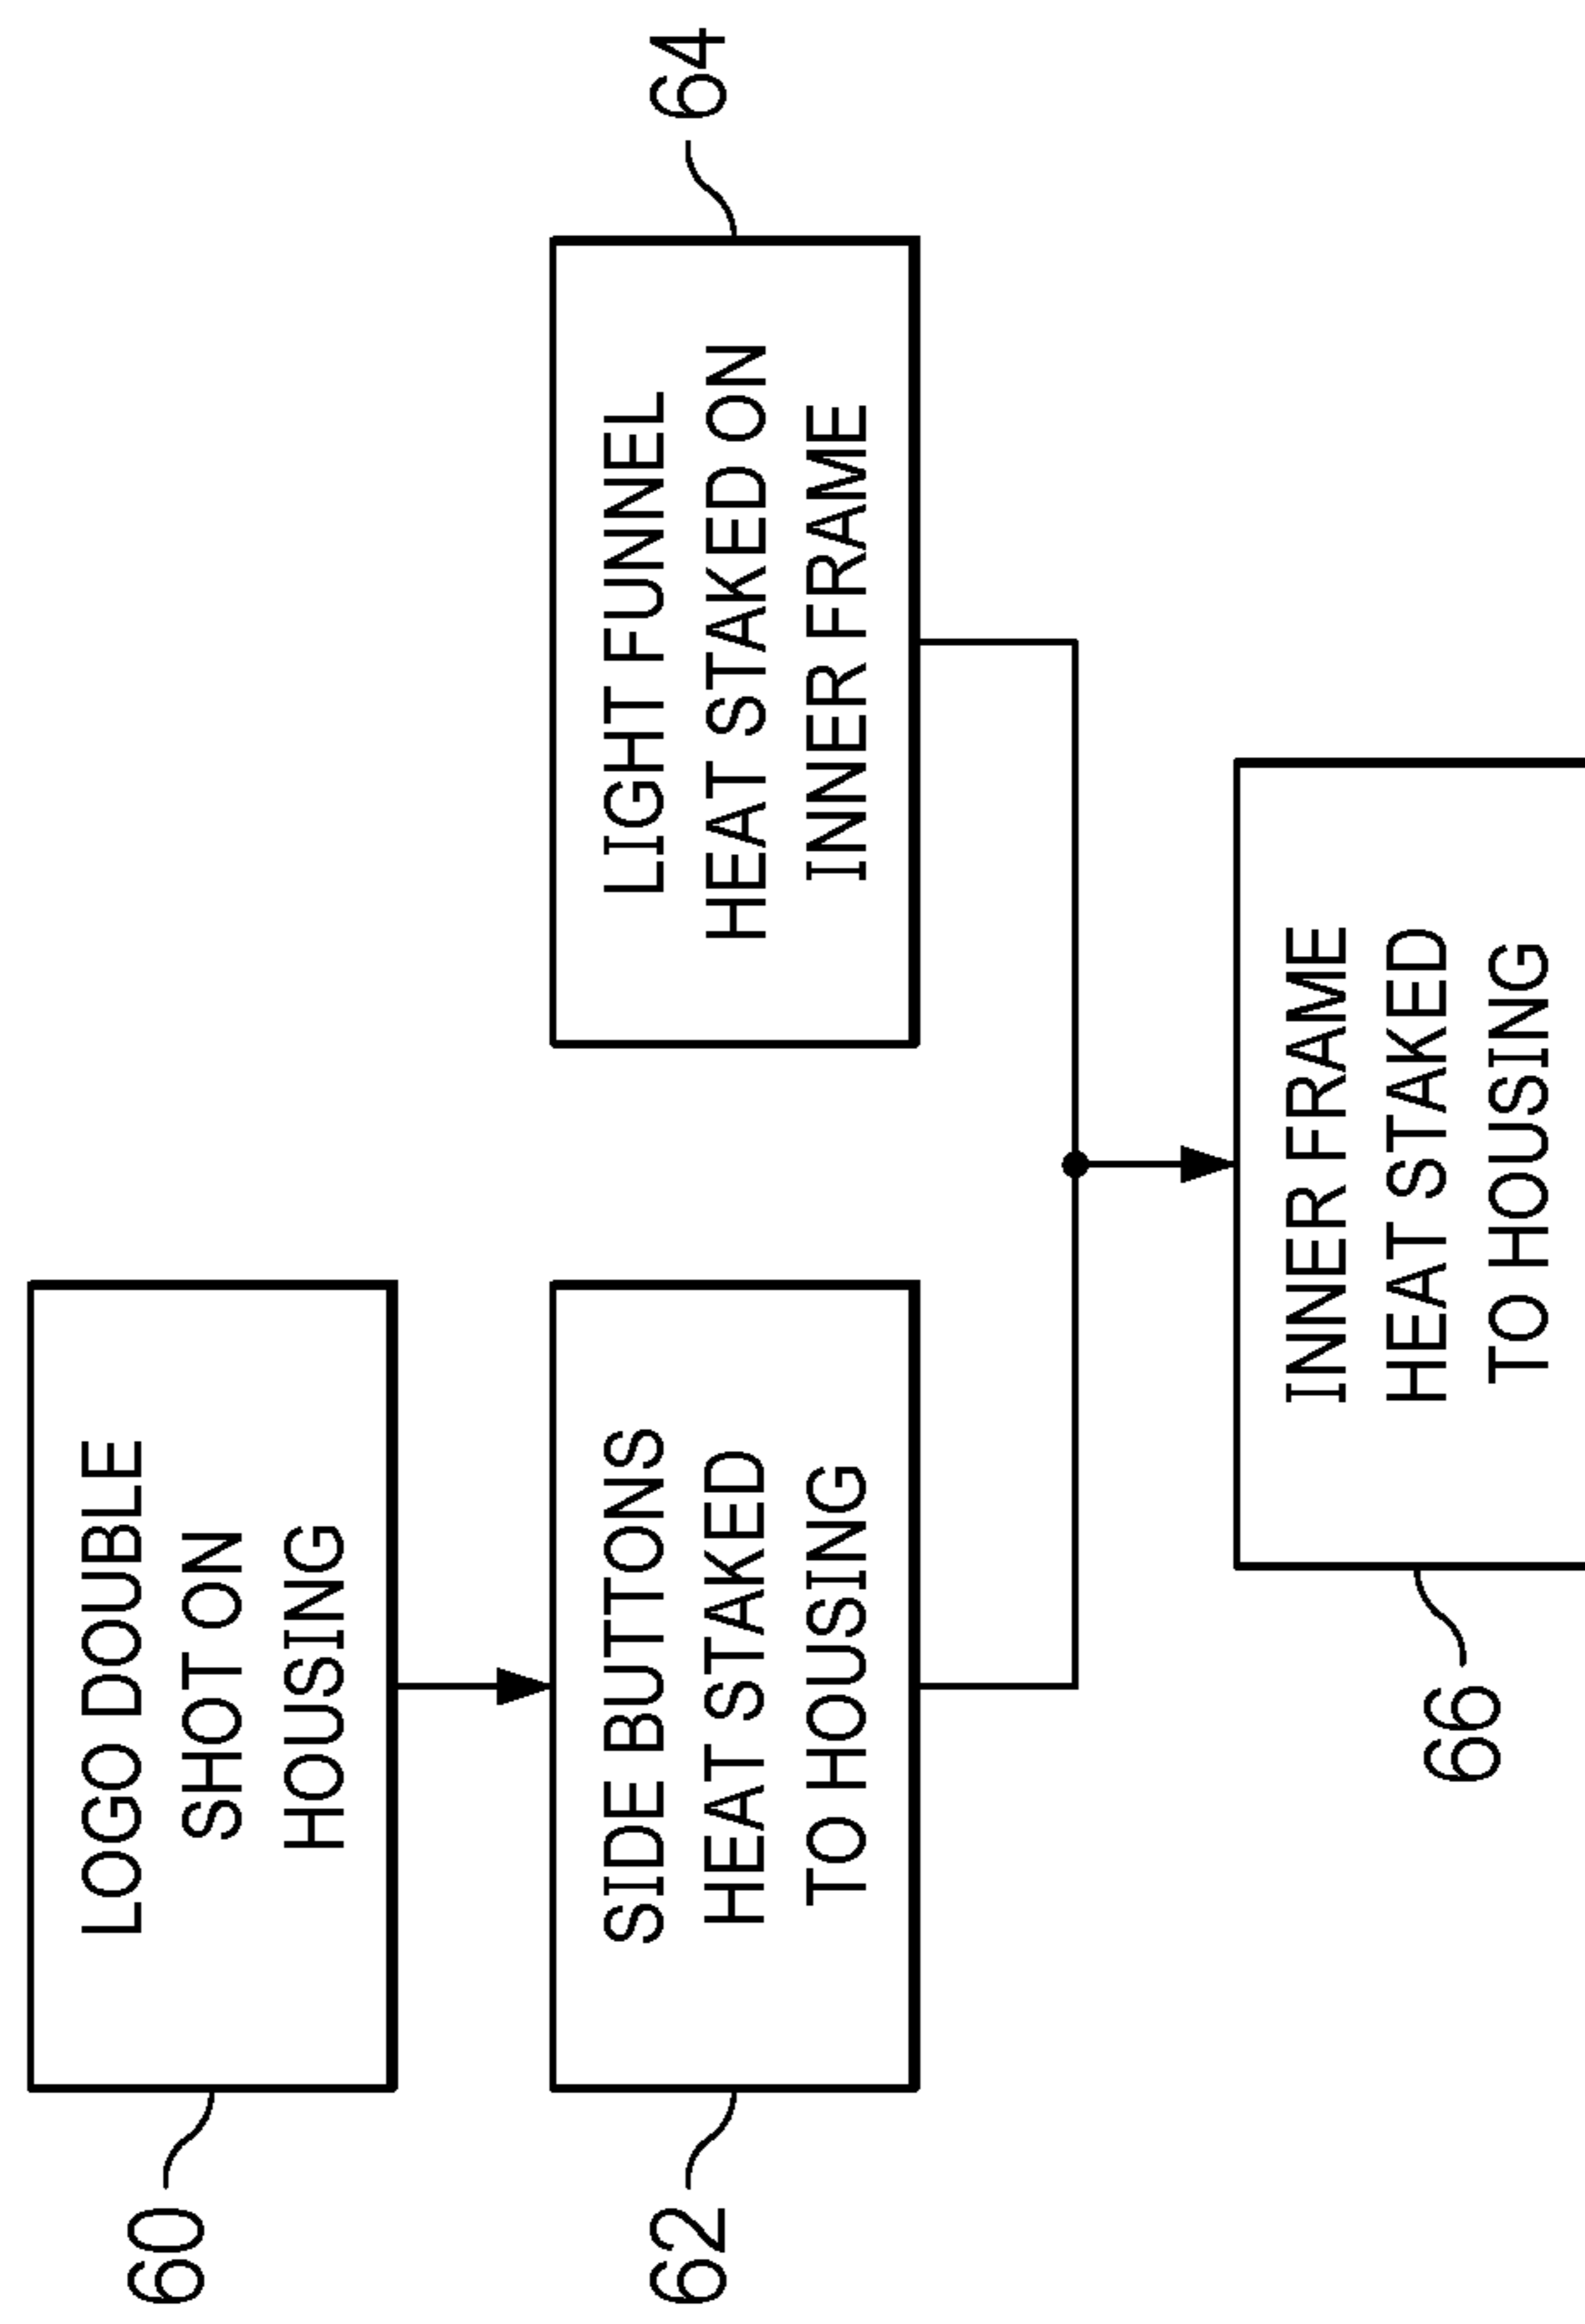 60
LOGO DOUBLE
SHOT ON
HOUSING
62
SIDE BUTTONS
HEAT STAKED
TO HOUSING
64
LIGHT FUNNEL
HEAT STAKED ON
INNER FRAME
66
INNER FRAME
HEAT STAKED
TO HOUSING